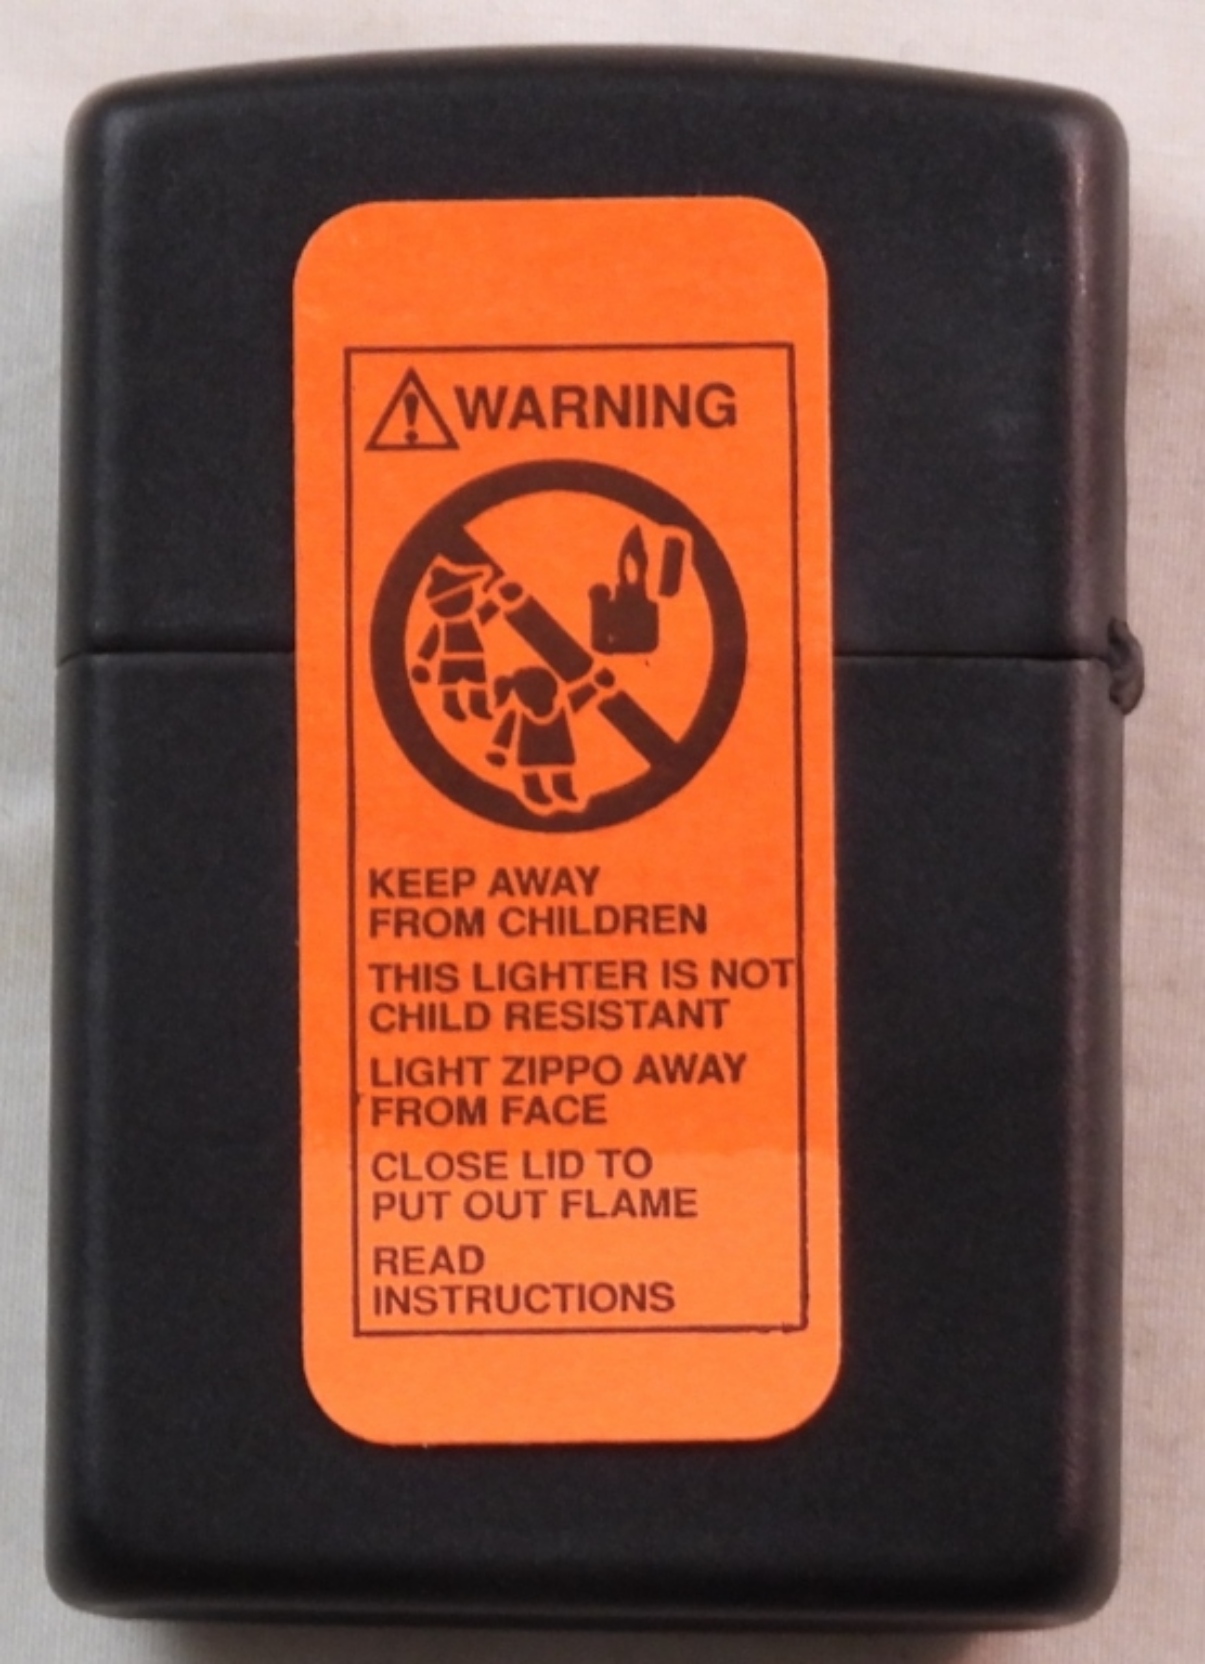 WARNING
KEEP AWAY
FROM CHILDREN
THIS LIGHTER IS NOT
CHILD RESISTANT
LIGHT ZIPPO AWAY
FROM FACE
CLOSE LID TO
PUT OUT FLAME
READ
INSTRUCTIONS